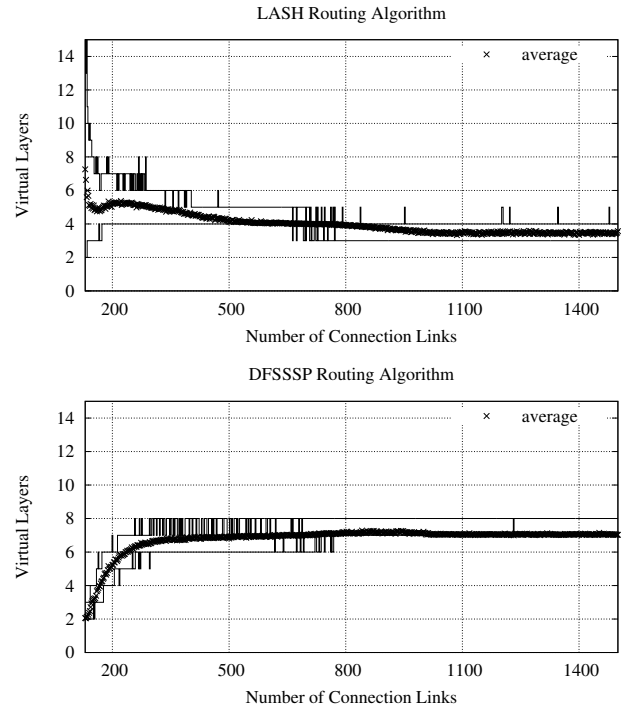 LASH Routing Algorithm
average
14
12
10
8
6
4
2
0
Virtual Layers
200 500 800 1100 1400
Number of Connection Links
DFSSSP Routing Algorithm
average
14
12
10
8
6
4
2
0
Virtual Layers
200 500 800 1100 1400
Number of Connection Links